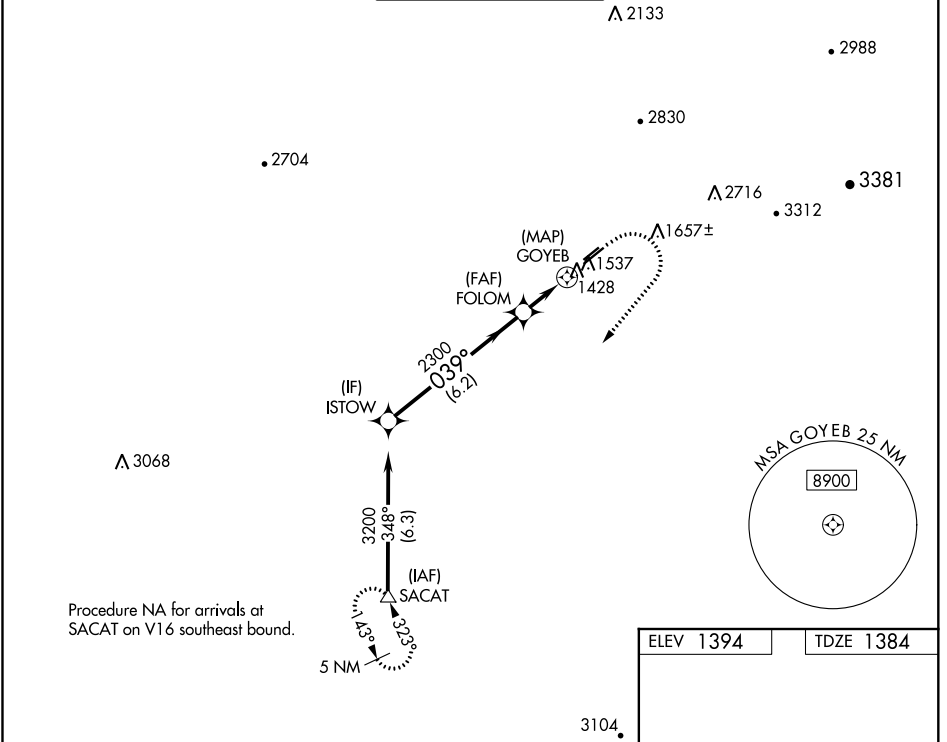 2133
2988
2830
2704
3381
2716
3312
1657±
(MAP)
GOYEB
1537
1428
(FAF)
FOLOM
2300
039°
(6.2)
(IF)
ISTOW
MSA GOYEB 25 NM
8900
3068
3200
348°
(6.3)
(IAF)
SACAT
Procedure NA for arrivals at
SACAT on V16 southeast bound.
143°
323°
5 NM
ELEV 1394
TDZE 1384
3104